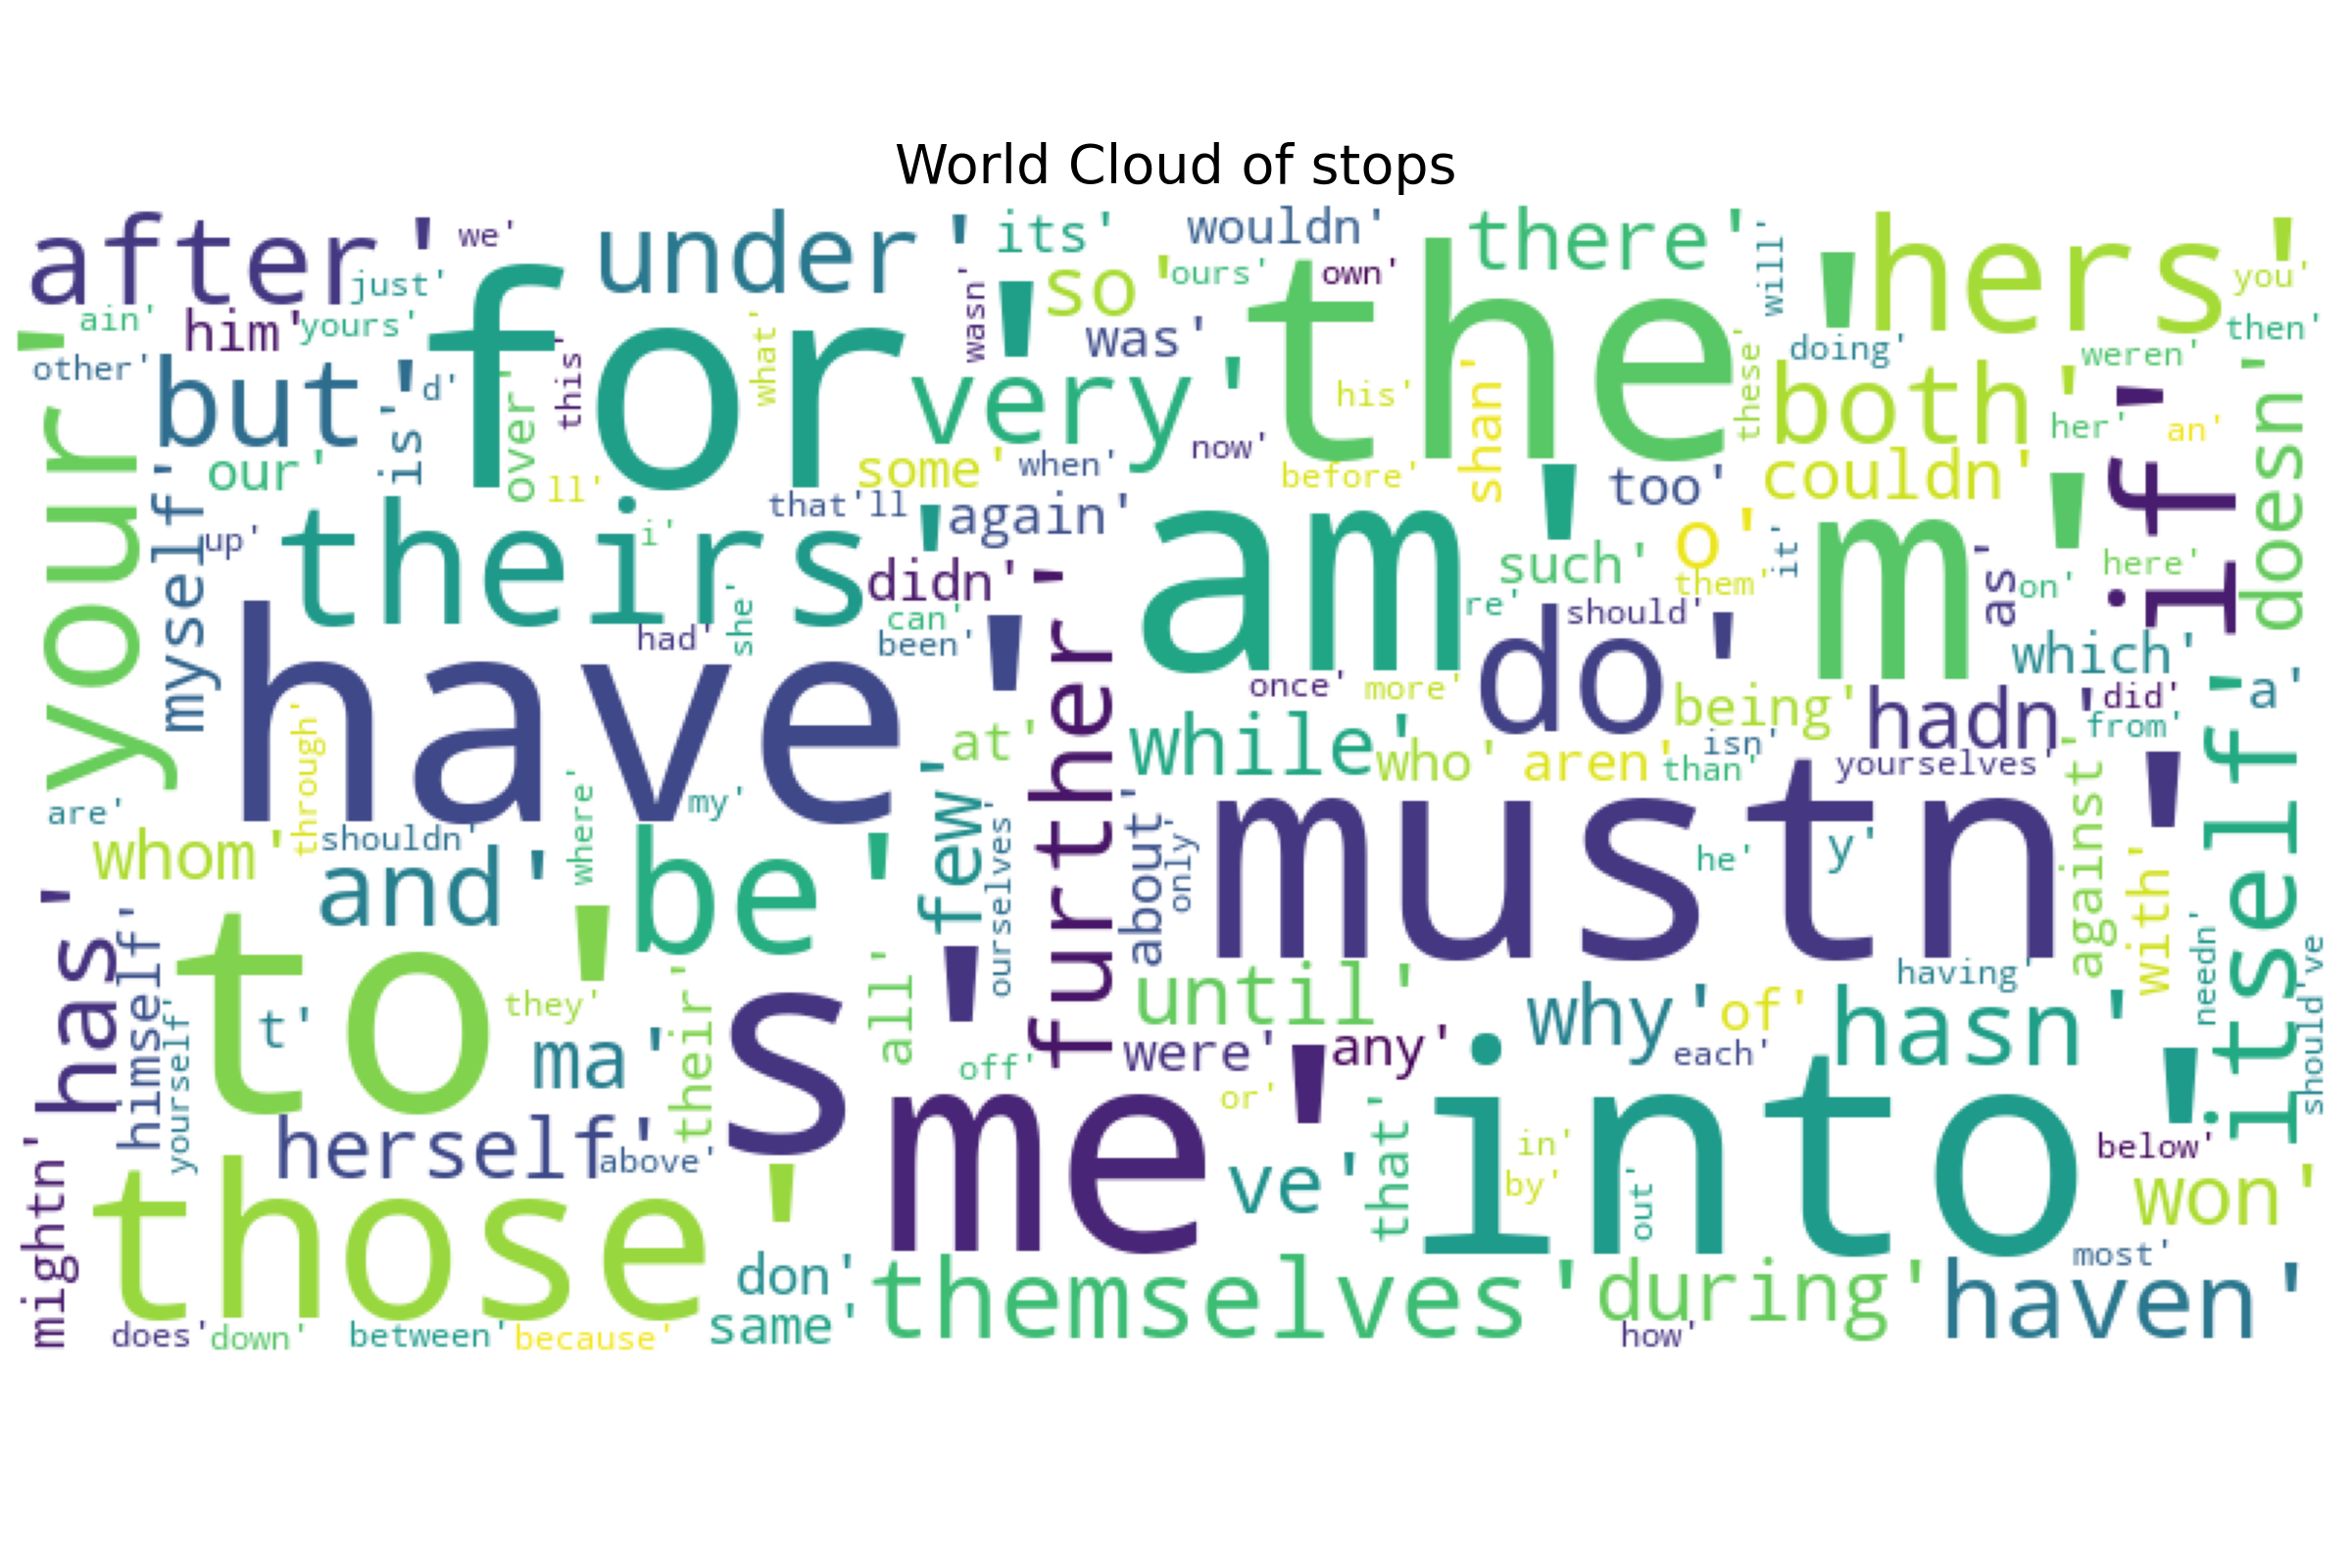 World Cloud of stops
after'
we'
under'
its'
wouldn'
there'
will'
hers'
you'
just'
so'
ours'
own'
then'
ain'
him'
yours'
for'
wasn'
was'
the'
these'
doing'
weren'
other'
but'
is'
d'
over'
this'
what'
very'
his'
shan'
both'
her'
an'
if'
doesn'
your'
our'
ll'
some'
when'
now'
before'
too'
couldn'
myself'
up'
theirs'
i'
that'll
again'
am'
such'
o'
them'
it'
m'
as'
on'
here'
didn'
can'
been'
had'
she'
re'
should'
do'
which'
have'
further'
once'
more'
being'
hadn'
did'
from'
a'
through'
my'
at'
while'
who'
aren'
isn'
than'
yourselves'
itself'
are'
whom'
shouldn'
where'
few'
ourselves'
about'
only'
mustn'
he'
y'
against'
with'
and'
be'
has'
himself'
yourself'
to'
t'
they'
their'
all'
s'
until'
having'
needn'
should've
ma'
off'
were'
any'
why'
of'
each'
hasn'
or'
me'
into'
mightn'
herself'
above'
ve'
that'
in'
by'
out'
below'
won'
those'
don'
same'
themselves'
during'
most'
haven'
does'
down'
between'
because'
how'